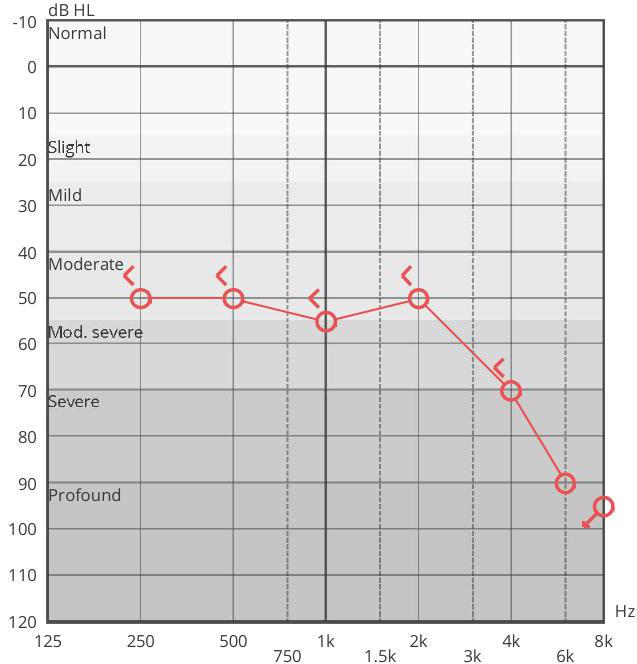 dB HL
-10
Normal
0
10
Slight
20
Mild
30
40
Moderate
50
Mod. severe
60
70
Severe
80
90
Profound
100
110
120
Hz
125 250 500 1k 2k 4k 8k
750 1.5k 3k 6k